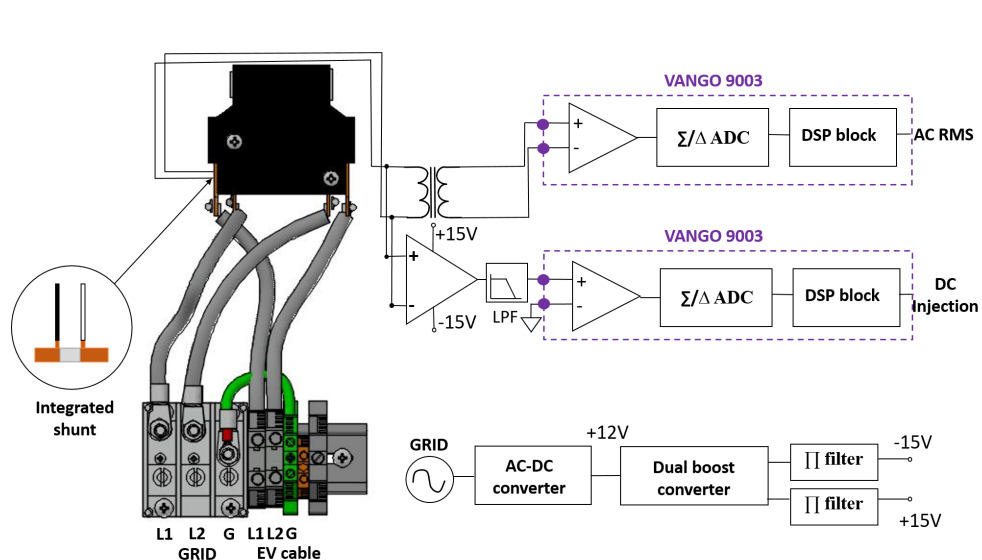 VANGO 9003
+
-
Σ/Δ ADC
DSP block
AC RMS
+15V
VANGO 9003
+
-
-15V
LPF
+
-
Σ/Δ ADC
DSP block
DC
Injection
Integrated
shunt
GRID
+12V
AC-DC
converter
Dual boost
converter
∏ filter
-15V
∏ filter
+15V
L1 L2 G L1 L2 G
GRID EV cable